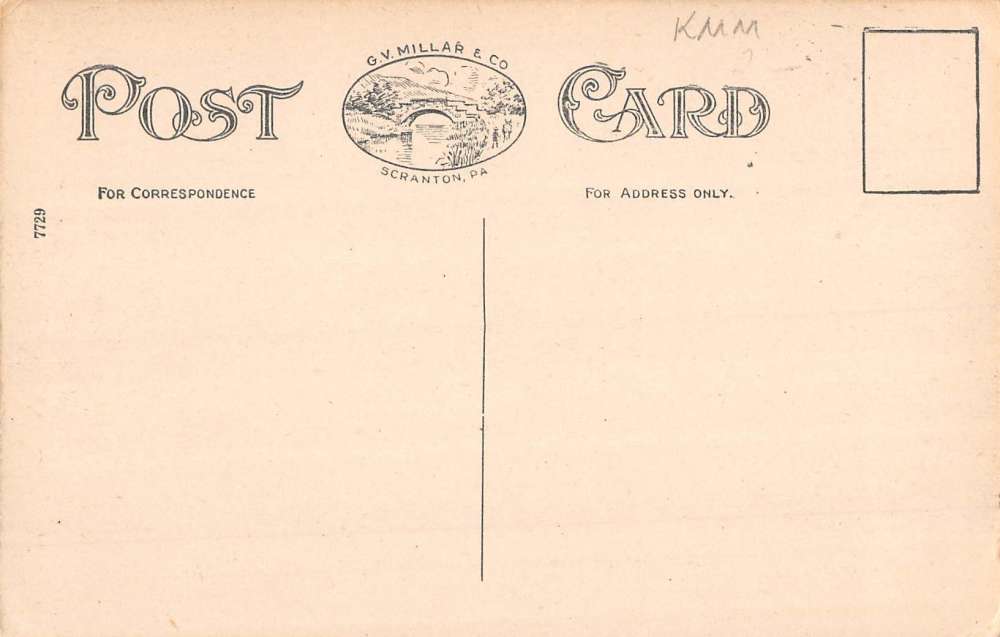 KMM
G.V. MILLAR & CO
POST CARD
SCRANTON, PA
FOR CORRESPONDENCE
FOR ADDRESS ONLY.
7729